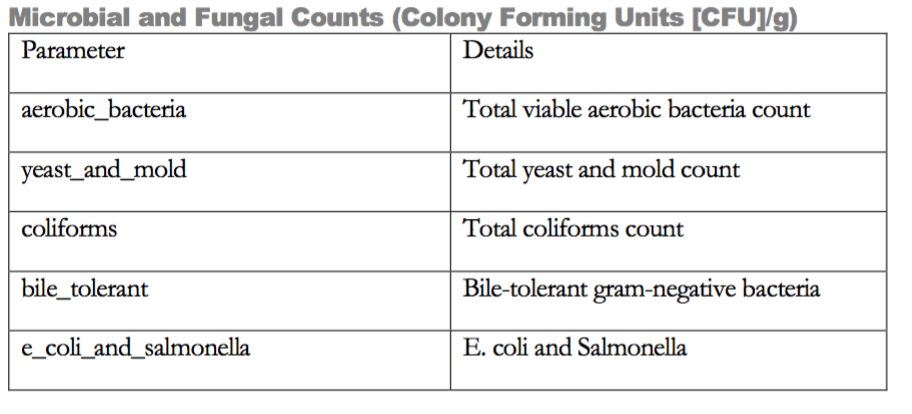 Microbial and Fungal Counts (Colony Forming Units [CFU]/g)
Parameter Details
aerobic_bacteria Total viable aerobic bacteria count
yeast_and_mold Total yeast and mold count
coliforms Total coliforms count
bile_tolerant Bile-tolerant gram-negative bacteria
e_coli_and_salmonella E. coli and Salmonella